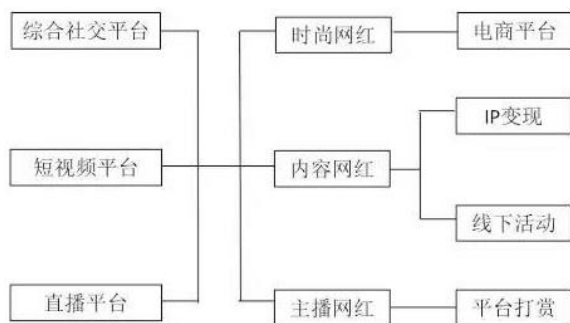 综合社交平台
时尚网红
电商平台
IP变现
短视频平台
内容网红
线下活动
直播平台
主播网红
平台打赏